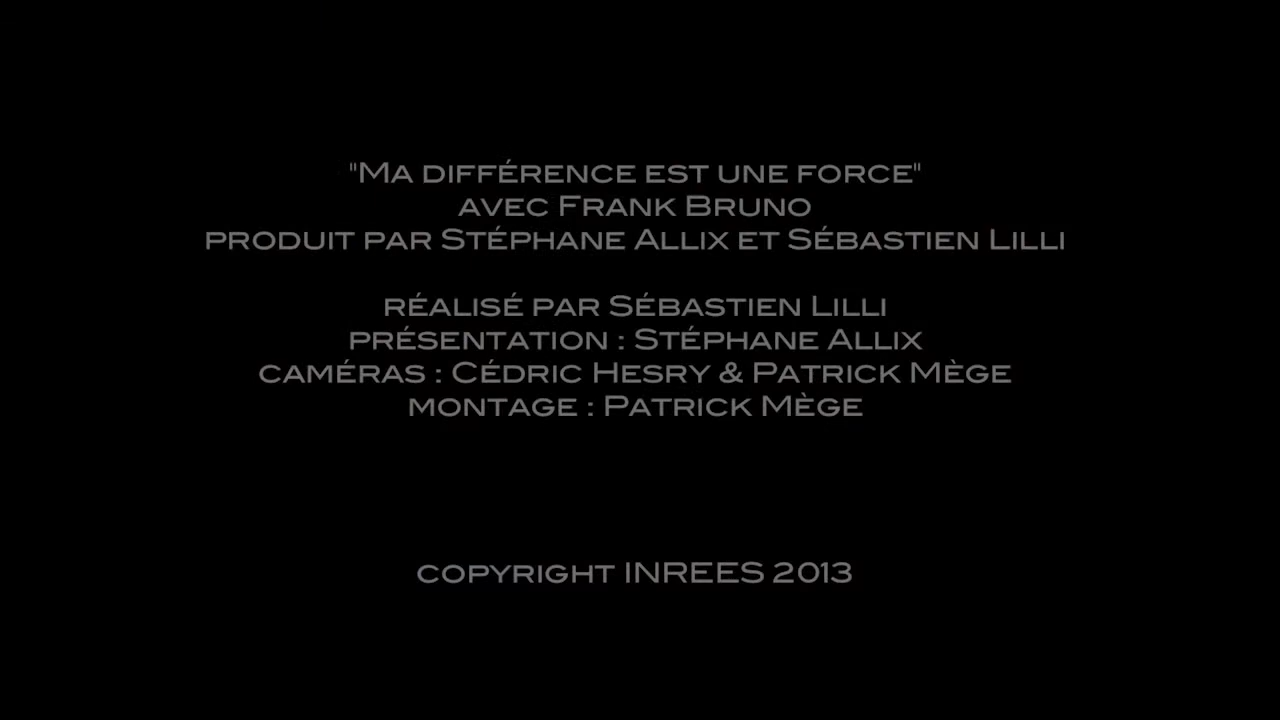 "Ma différence est une force"
avec Frank Bruno
produit par Stéphane Allix et Sébastien Lilli
réalisé par Sébastien Lilli
présentation : Stéphane Allix
caméras : Cédric Hesry & Patrick Mège
montage : Patrick Mège
copyright INREES 2013